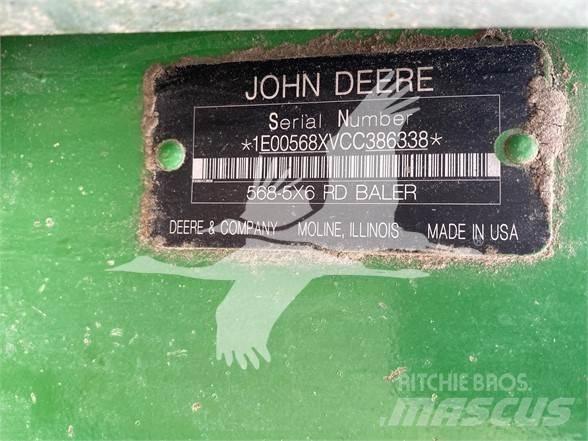 JOHN DEERE
Serial Number
*1E00568XVCC386338*
568-5X6 RD BALER
DEERE & COMPANY MOLINE, ILLINOIS MADE IN USA
RITCHIE BROS.
MASCUS